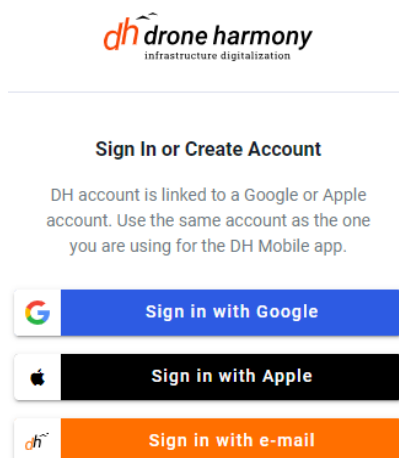 dh drone harmony
infrastructure digitalization
Sign In or Create Account
DH account is linked to a Google or Apple
account. Use the same account as the one
you are using for the DH Mobile app.
G Sign in with Google
Sign in with Apple
dh Sign in with e-mail